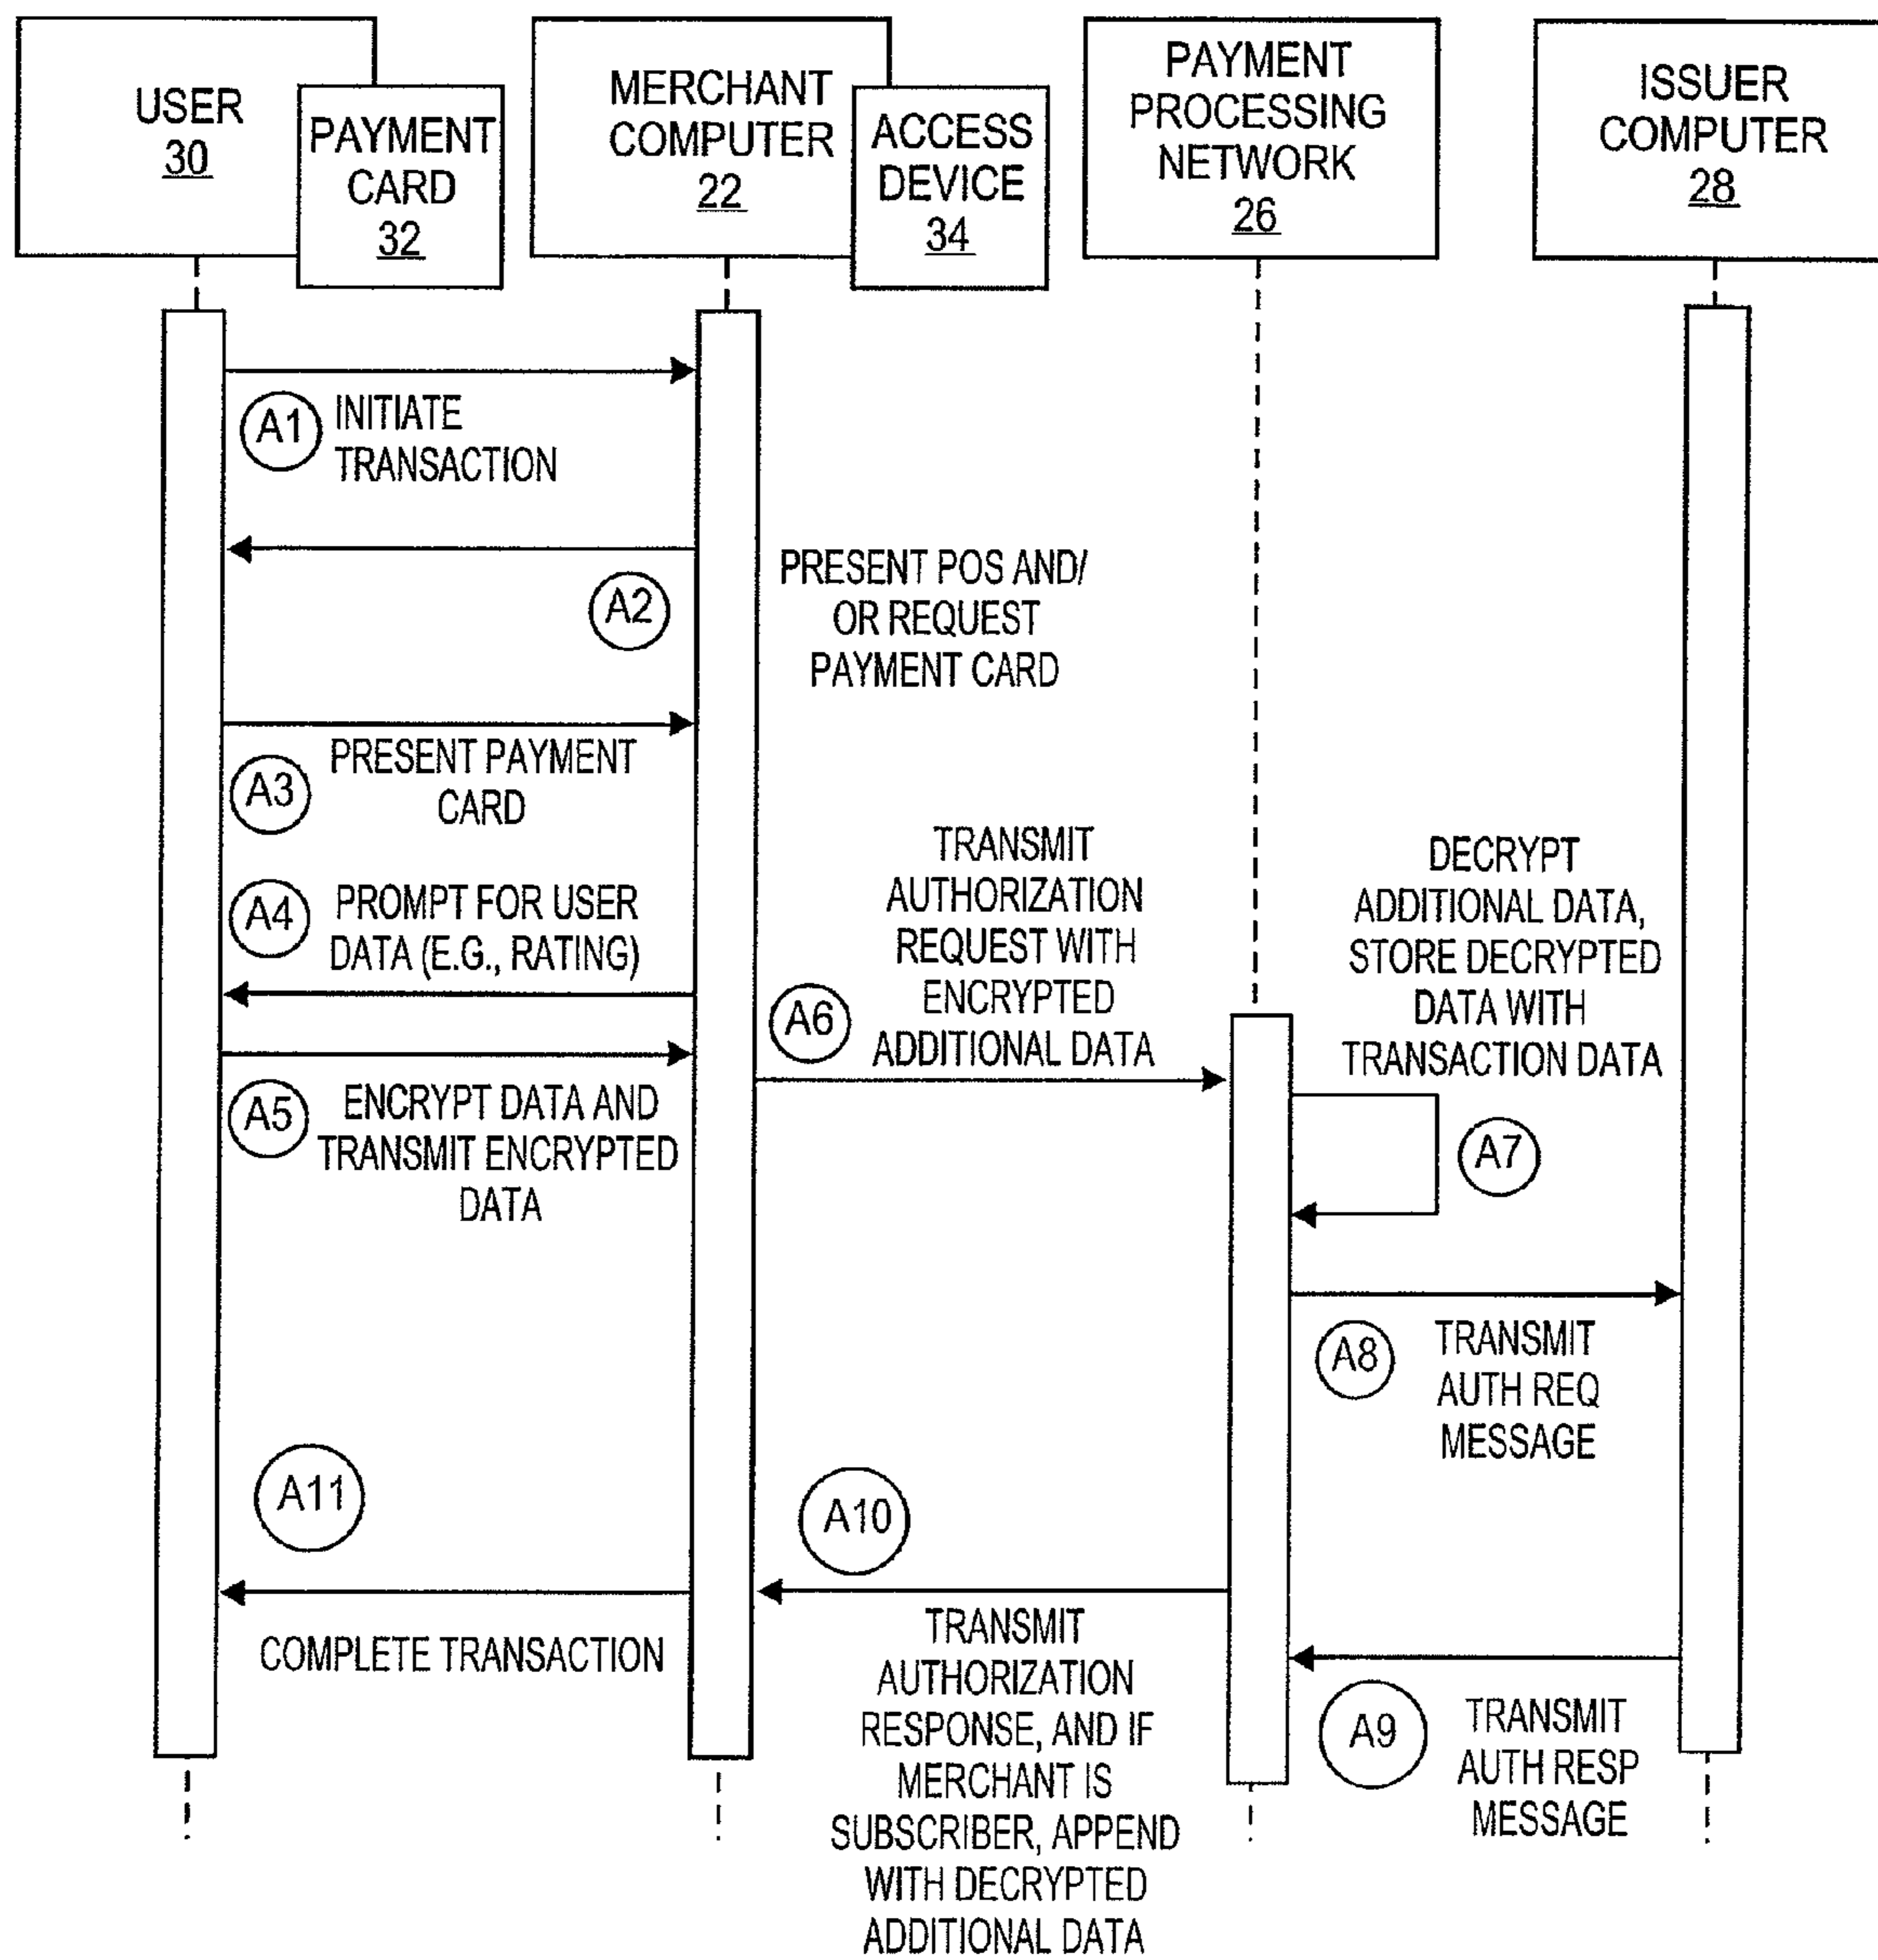 USER
30
PAYMENT
CARD
32
MERCHANT
COMPUTER
22
ACCESS
DEVICE
34
PAYMENT
PROCESSING
NETWORK
26
ISSUER
COMPUTER
28
A1
INITIATE
TRANSACTION
A2
PRESENT POS AND/
OR REQUEST
PAYMENT CARD
A3
PRESENT PAYMENT
CARD
A4
PROMPT FOR USER
DATA (E.G., RATING)
A5
ENCRYPT DATA AND
TRANSMIT ENCRYPTED
DATA
A6
TRANSMIT
AUTHORIZATION
REQUEST WITH
ENCRYPTED
ADDITIONAL DATA
DECRYPT
ADDITIONAL DATA,
STORE DECRYPTED
DATA WITH
TRANSACTION DATA
A7
A8
TRANSMIT
AUTH REQ
MESSAGE
A9
TRANSMIT
AUTH RESP
MESSAGE
A10
TRANSMIT
AUTHORIZATION
RESPONSE, AND IF
MERCHANT IS
SUBSCRIBER, APPEND
WITH DECRYPTED
ADDITIONAL DATA
A11
COMPLETE TRANSACTION